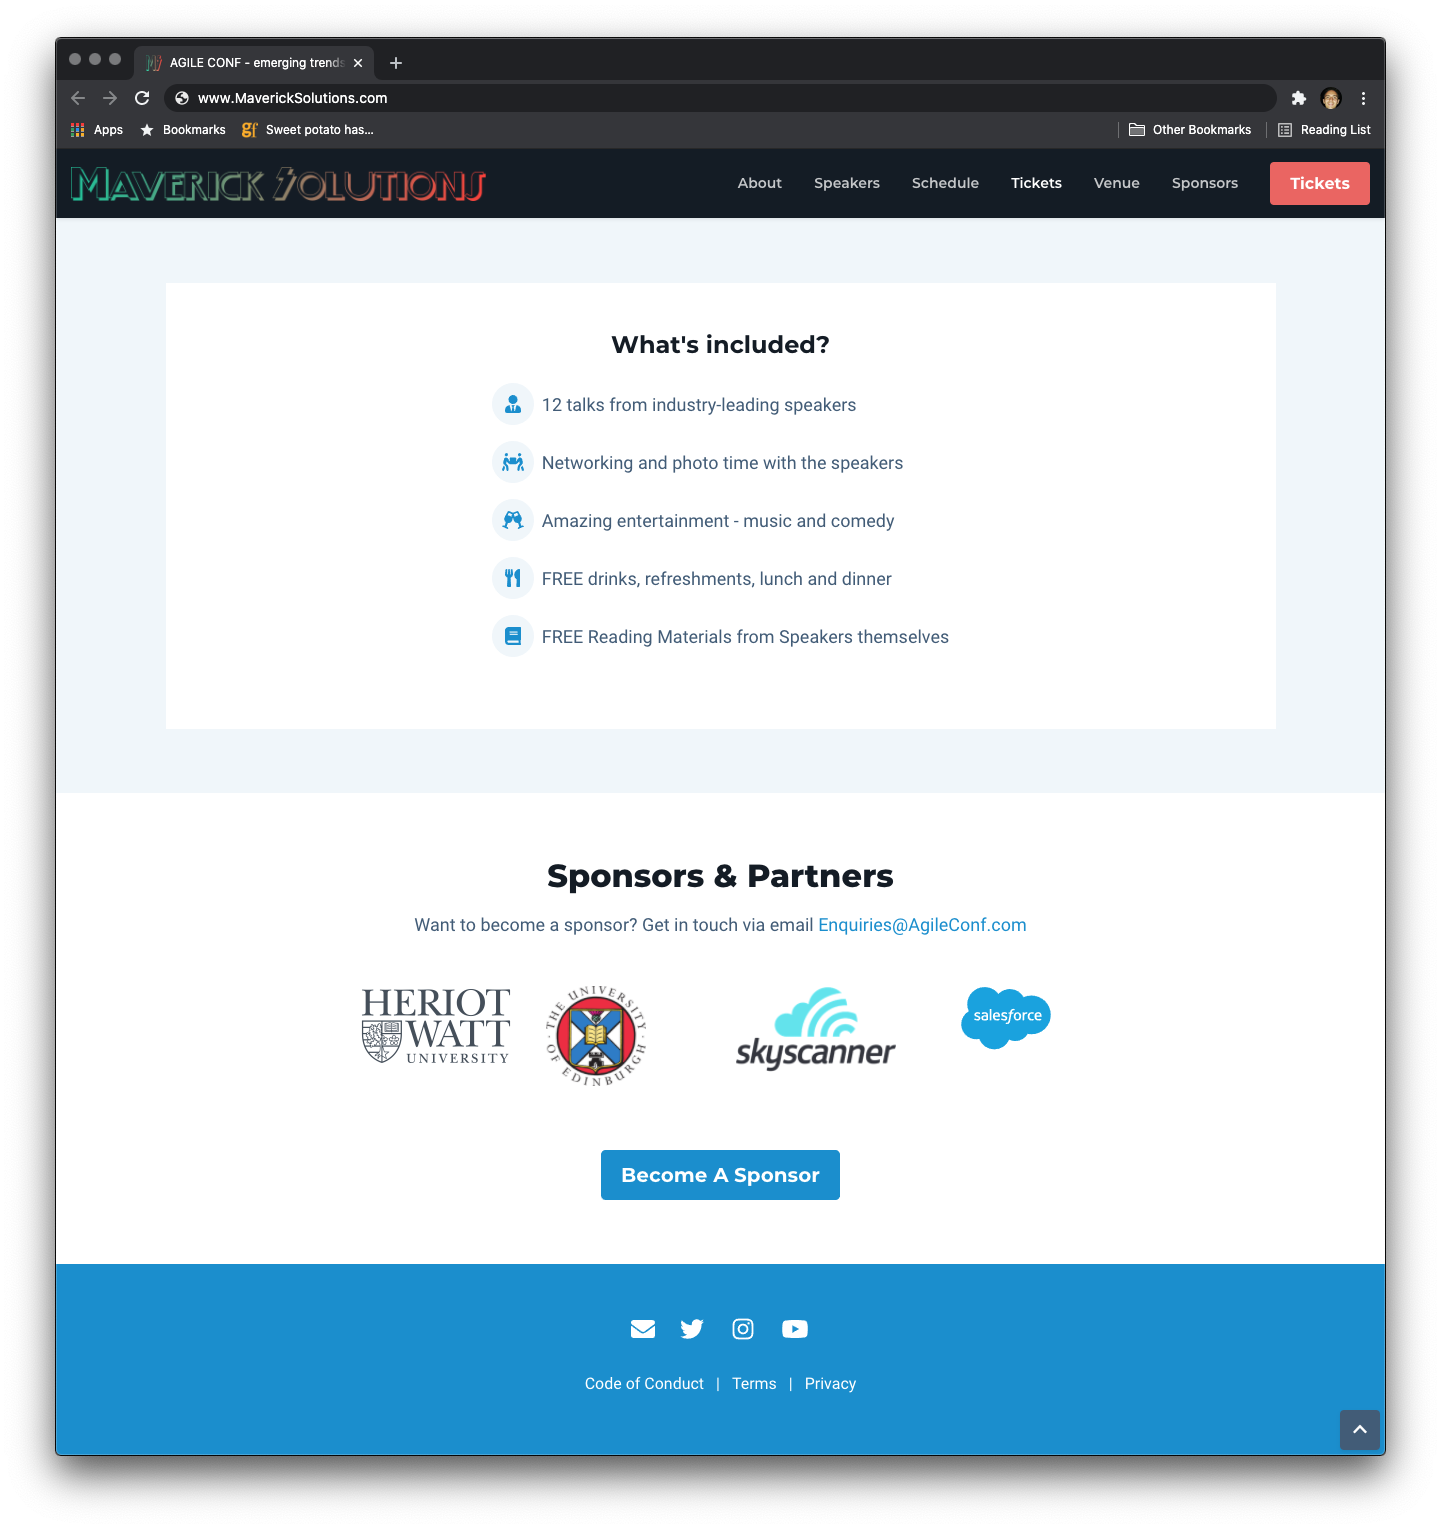 AGILE CONF - emerging trends
www.MaverickSolutions.com
Apps Bookmarks gf Sweet potato has... Other Bookmarks Reading List
MAVERICK SOLUTIONS About Speakers Schedule Tickets Venue Sponsors Tickets
What's included?
12 talks from industry-leading speakers
Networking and photo time with the speakers
Amazing entertainment - music and comedy
FREE drinks, refreshments, lunch and dinner
FREE Reading Materials from Speakers themselves
Sponsors & Partners
Want to become a sponsor? Get in touch via email Enquiries@AgileConf.com
HERIOT
WATT
UNIVERSITY
THE UNIVERSITY OF EDINBURGH
skyscanner
salesforce
Become A Sponsor
Code of Conduct | Terms | Privacy